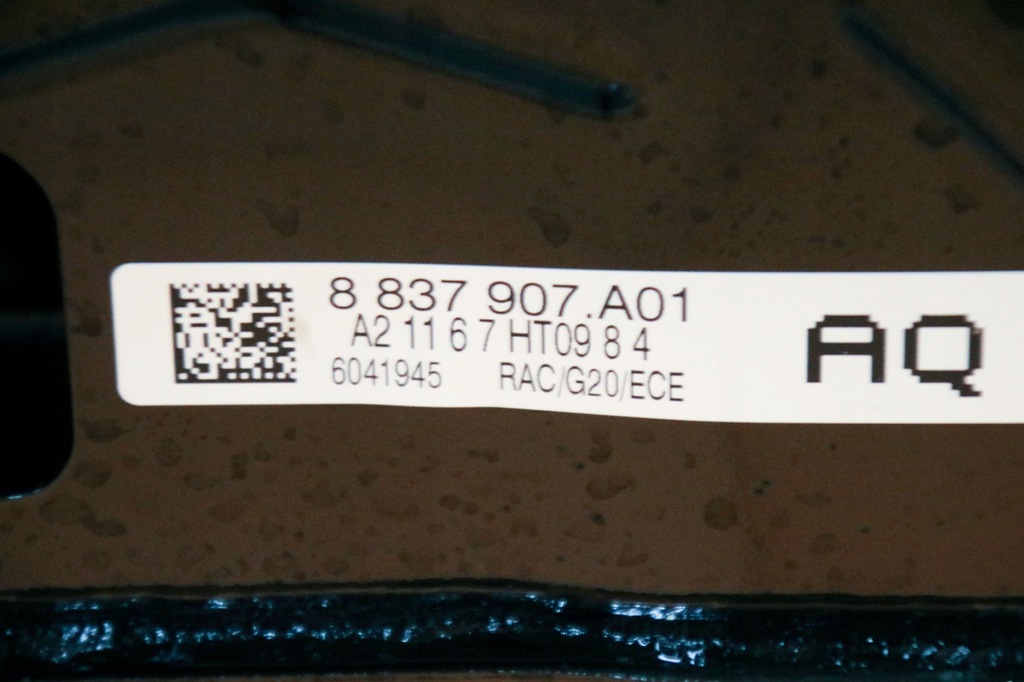 8 837 907.A01
A2 11 6 7 HT09 8 4
6041945 RAC/G20/ECE
AQ